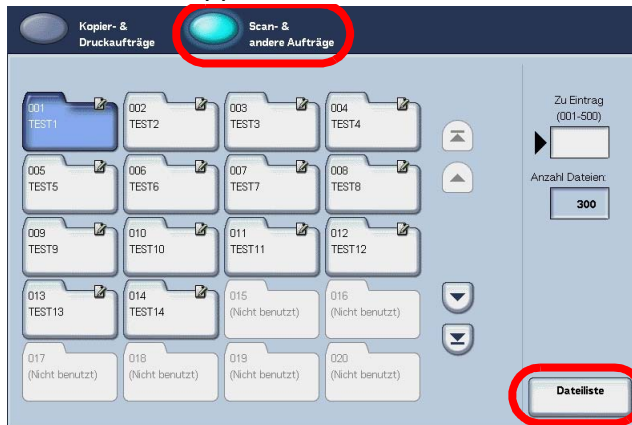 Kopier- &
Druckaufträge
Scan- &
andere Aufträge
001
TEST1
002
TEST2
003
TEST3
004
TEST4
005
TEST5
006
TEST6
007
TEST7
008
TEST8
009
TEST9
010
TEST10
011
TEST11
012
TEST12
013
TEST13
014
TEST14
015
(Nicht benutzt)
016
(Nicht benutzt)
017
(Nicht benutzt)
018
(Nicht benutzt)
019
(Nicht benutzt)
020
(Nicht benutzt)
Zu Eintrag
(001-500)
Anzahl Dateien:
300
Dateiliste